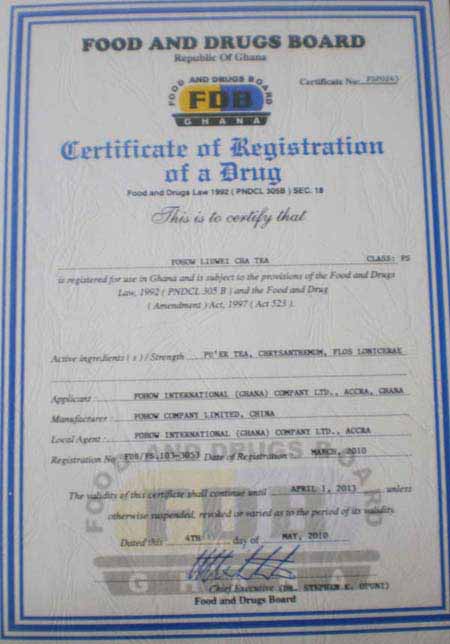 FOOD AND DRUGS BOARD
Republic Of Ghana
Certificate No:
FOOD AND DRUGS BOARD
FDB
GHANA
Certificate of Registration
of a Drug
Food and Drugs Law 1992 ( PNDCL 305B ) SEC. 18
This is to certify that
FOHOW LIUWEI CHA TEA CLASS: FS
is registered for use in Ghana and is subject to the provisions of the Food and Drugs
Law, 1992 ( PNDCL 305 B ) and the Food and Drug
( Amendment ) Act, 1997 ( Act 523 ).
Active ingredients ( s ) / Strength PU'ER TEA, CHRYSANTHEMUM, FLOS LONICERAE
Applicant FOHOW INTERNATIONAL (GHANA) COMPANY LTD., ACCRA, GHANA
Manufacturer FOHOW COMPANY LIMITED, CHINA
Local Agent FOHOW INTERNATIONAL (GHANA) COMPANY LTD., ACCRA
Registration No FDB/FS.103-3053 Date of Registration MARCH, 2010
The validity of this certificate shall continue until APRIL 1, 2013 unless
otherwise suspended, revoked or varied as to the period of its validity.
Dated this 4TH day of MAY, 2010
Chief Executive (DR. STEPHEN K. OPUNI)
Food and Drugs Board
FOOD AND DRUGS BOARD
FDB
GHANA